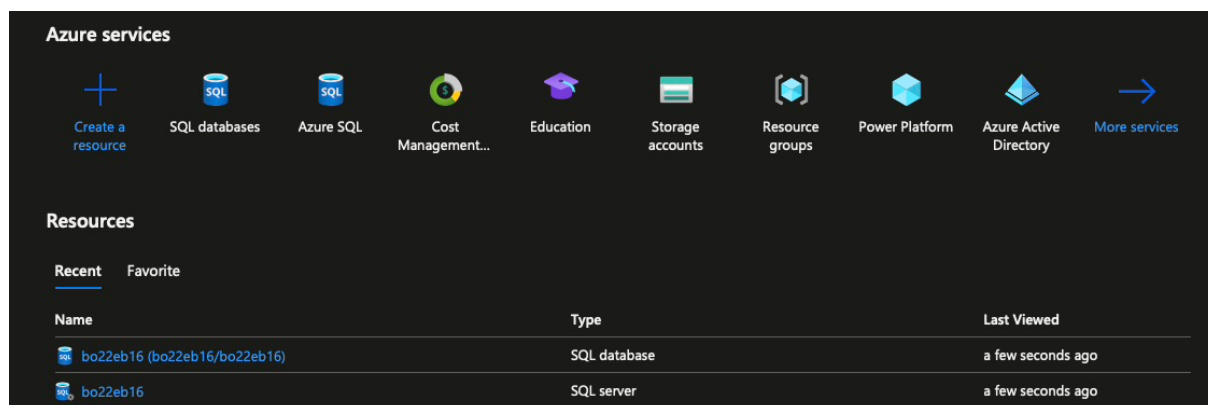 Azure services
Create a resource
SQL databases
Azure SQL
Cost Management...
Education
Storage accounts
Resource groups
Power Platform
Azure Active Directory
More services
Resources
Recent Favorite
Name Type Last Viewed
bo22eb16 (bo22eb16/bo22eb16) SQL database a few seconds ago
bo22eb16 SQL server a few seconds ago